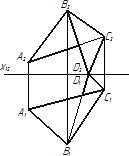 B₂
C₂
A₂
D₂
X₁₂
D₁
A₁
C₁
B₁